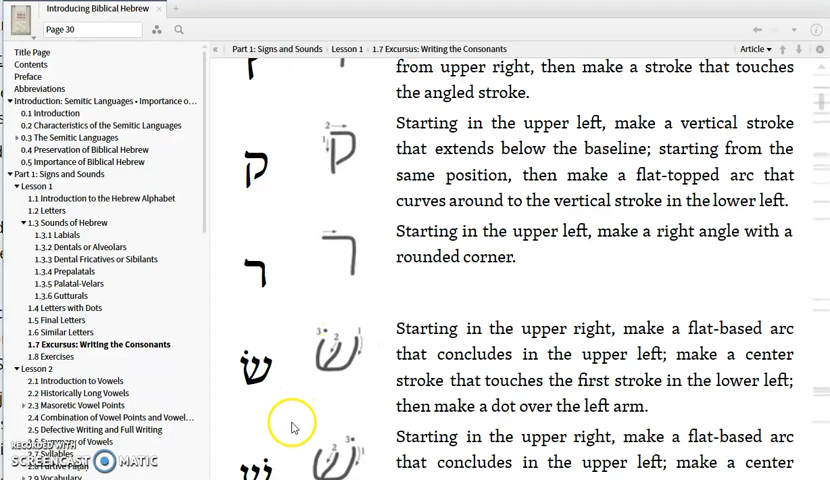 Introducing Biblical Hebrew
Page 30
Part 1: Signs and Sounds
Lesson 1
1.7 Excursus: Writing the Consonants
Article
Title Page
Contents
Preface
Abbreviations
Introduction: Semitic Languages • Importance o...
0.1 Introduction
0.2 Characteristics of the Semitic Languages
0.3 The Semitic Languages
0.4 Preservation of Biblical Hebrew
0.5 Importance of Biblical Hebrew
Part 1: Signs and Sounds
Lesson 1
1.1 Introduction to the Hebrew Alphabet
1.2 Letters
1.3 Sounds of Hebrew
1.3.1 Labials
1.3.2 Dentals or Alveolars
1.3.3 Dental Fricatives or Sibilants
1.3.4 Prepalatals
1.3.5 Palatal-Velars
1.3.6 Gutturals
1.4 Letters with Dots
1.5 Final Letters
1.6 Similar Letters
1.7 Excursus: Writing the Consonants
1.8 Exercises
Lesson 2
2.1 Introduction to Vowels
2.2 Historically Long Vowels
2.3 Masoretic Vowel Points
2.4 Combination of Vowel Points and Vowel...
2.5 Defective Writing and Full Writing
Summary of Vowels
2.7 Syllables
2.9 Vocabulary
RECORDED WITH
SCREENCAST MATIC
from upper right, then make a stroke that touches
the angled stroke.
ק
1 2
ק
Starting in the upper left, make a vertical stroke
that extends below the baseline; starting from the
same position, then make a flat-topped arc that
curves around to the vertical stroke in the lower left.
ר
ר
Starting in the upper left, make a right angle with a
rounded corner.
שׂ
3 2 1
שׂ
Starting in the upper right, make a flat-based arc
that concludes in the upper left; make a center
stroke that touches the first stroke in the lower left;
then make a dot over the left arm.
שׁ
2 3 1
שׁ
Starting in the upper right, make a flat-based arc
that concludes in the upper left; make a center